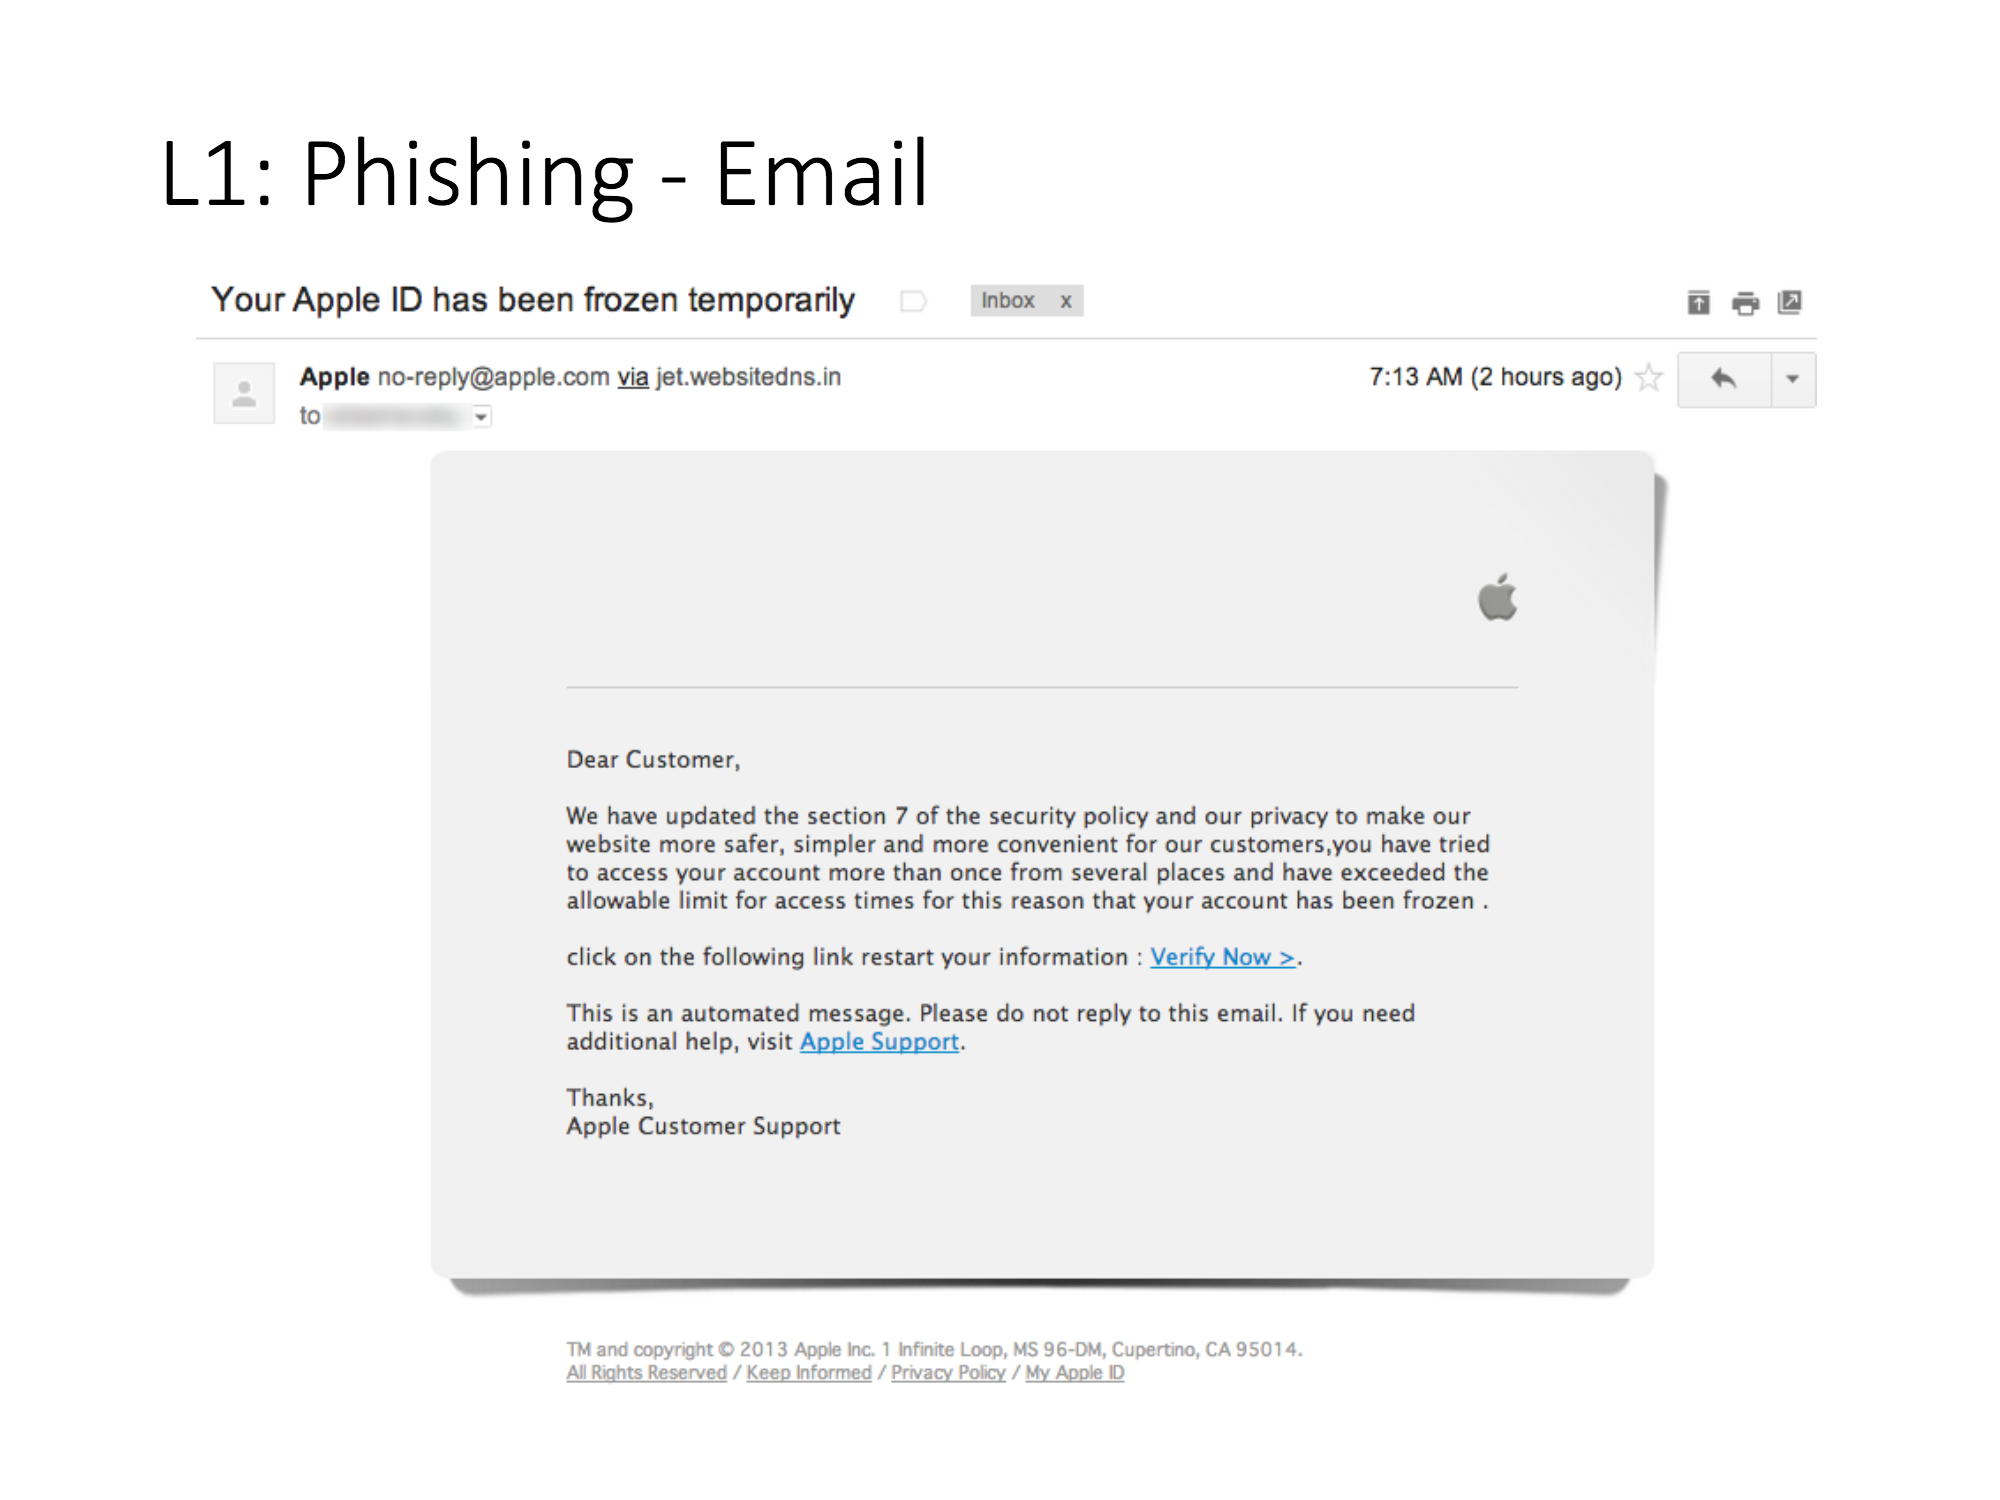 L1: Phishing - Email
Your Apple ID has been frozen temporarily
Inbox x
Apple no-reply@apple.com via jet.websitedns.in
7:13 AM (2 hours ago)
to
Dear Customer,
We have updated the section 7 of the security policy and our privacy to make our
website more safer, simpler and more convenient for our customers,you have tried
to access your account more than once from several places and have exceeded the
allowable limit for access times for this reason that your account has been frozen .
click on the following link restart your information : Verify Now >.
This is an automated message. Please do not reply to this email. If you need
additional help, visit Apple Support.
Thanks,
Apple Customer Support
TM and copyright © 2013 Apple Inc. 1 Infinite Loop, MS 96-DM, Cupertino, CA 95014.
All Rights Reserved / Keep Informed / Privacy Policy / My Apple ID